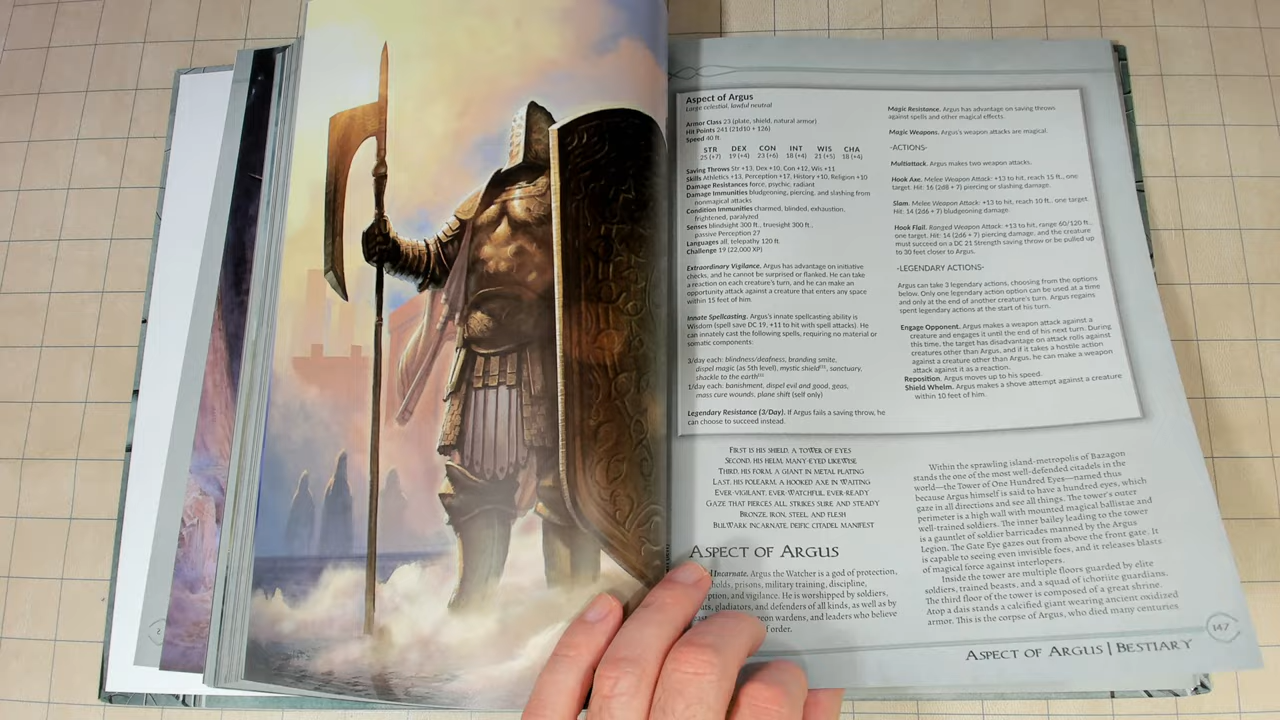 Aspect of Argus
Large celestial, lawful neutral
Armor Class 23 (plate, shield, natural armor)
Hit Points 241 (21d10 + 126)
Speed 40 ft.
STR DEX CON INT WIS CHA
25 (+7) 19 (+4) 23 (+6) 18 (+4) 21 (+5) 18 (+4)
Saving Throws Str +13, Dex +10, Con +12, Wis +11
Skills Athletics +13, Perception +17, History +10, Religion +10
Damage Resistances force, psychic, radiant
Damage Immunities bludgeoning, piercing, and slashing from
nonmagical attacks
Condition Immunities charmed, blinded, exhaustion,
frightened, paralyzed
Senses blindsight 300 ft., truesight 300 ft.,
passive Perception 27
Languages all, telepathy 120 ft.
Challenge 19 (22,000 XP)
Extraordinary Vigilance. Argus has advantage on initiative
checks, and he cannot be surprised or flanked. He can take
a reaction on each creature's turn, and he can make an
opportunity attack against a creature that enters any space
within 15 feet of him.
Innate Spellcasting. Argus's innate spellcasting ability is
Wisdom (spell save DC 19, +11 to hit with spell attacks). He
can innately cast the following spells, requiring no material or
somatic components:
3/day each: blindness/deafness, branding smite,
dispel magic (as 5th level), mystic shield, sanctuary,
shackle to the earth
1/day each: banishment, dispel evil and good, geas,
mass cure wounds, plane shift (self only)
Legendary Resistance (3/Day). If Argus fails a saving throw, he
can choose to succeed instead.
Magic Resistance. Argus has advantage on saving throws
against spells and other magical effects.
Magic Weapons. Argus's weapon attacks are magical.
-ACTIONS-
Multiattack. Argus makes two weapon attacks.
Hook Axe. Melee Weapon Attack: +13 to hit, reach 15 ft., one
target. Hit: 16 (2d8 + 7) piercing or slashing damage.
Slam. Melee Weapon Attack: +13 to hit, reach 10 ft., one target.
Hit: 14 (2d6 + 7) bludgeoning damage.
Hook Flail. Ranged Weapon Attack: +13 to hit, range 60/120 ft.,
one target. Hit: 14 (2d6 + 7) piercing damage, and the creature
must succeed on a DC 21 Strength saving throw or be pulled up
to 30 feet closer to Argus.
-LEGENDARY ACTIONS-
Argus can take 3 legendary actions, choosing from the options
below. Only one legendary action option can be used at a time
and only at the end of another creature's turn. Argus regains
spent legendary actions at the start of his turn.
Engage Opponent. Argus makes a weapon attack against a
creature and engages it until the end of his next turn. During
this time, the target has disadvantage on attack rolls against
creatures other than Argus, and if it takes a hostile action
against a creature other than Argus, he can make a weapon
attack against it as a reaction.
Reposition. Argus moves up to his speed.
Shield Whelm. Argus makes a shove attempt against a creature
within 10 feet of him.
First is his shield, a tower of eyes
Second, his helm, many-eyed likewise
Third, his form, a giant in metal plating
Last, his polearm, a hooked axe in waiting
Ever-vigilant, ever-watchful, ever-ready
Gaze that pierces all, strikes sure and steady
Bronze, iron, steel, and flesh
Bulwark incarnate, deific citadel manifest
Aspect of Argus
Incarnate. Argus the Watcher is a god of protection,
holds, prisons, military training, discipline,
and vigilance. He is worshipped by soldiers,
gladiators, and defenders of all kinds, as well as by
wardens, and leaders who believe
of order.
Within the sprawling island-metropolis of Bazagon
stands the one of the most well-defended citadels in the
world—the Tower of One Hundred Eyes—named thus
because Argus himself is said to have a hundred eyes, which
gaze in all directions and see all things. The tower's outer
perimeter is a high wall with mounted magical ballistae and
well-trained soldiers. The inner bailey leading to the tower
is a gauntlet of soldier barricades manned by the Argus
Legion. The Gate Eye gazes out from above the front gate. It
is capable to seeing even invisible foes, and it releases blasts
of magical force against interlopers.
Inside the tower are multiple floors guarded by elite
soldiers, trained beasts, and a squad of ichorite guardians.
The third floor of the tower is composed of a great shrine.
Atop a dais stands a calcified giant wearing ancient oxidized
armor. This is the corpse of Argus, who died many centuries
147
Aspect of Argus | Bestiary